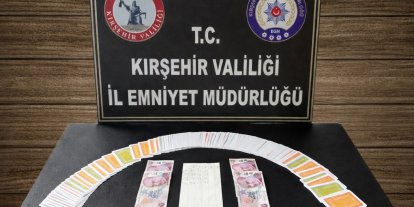 KIRŞEHİR VALİLİĞİ
EGM
T.C.
KIRŞEHİR VALİLİĞİ
İL EMNİYET MÜDÜRLÜĞÜ